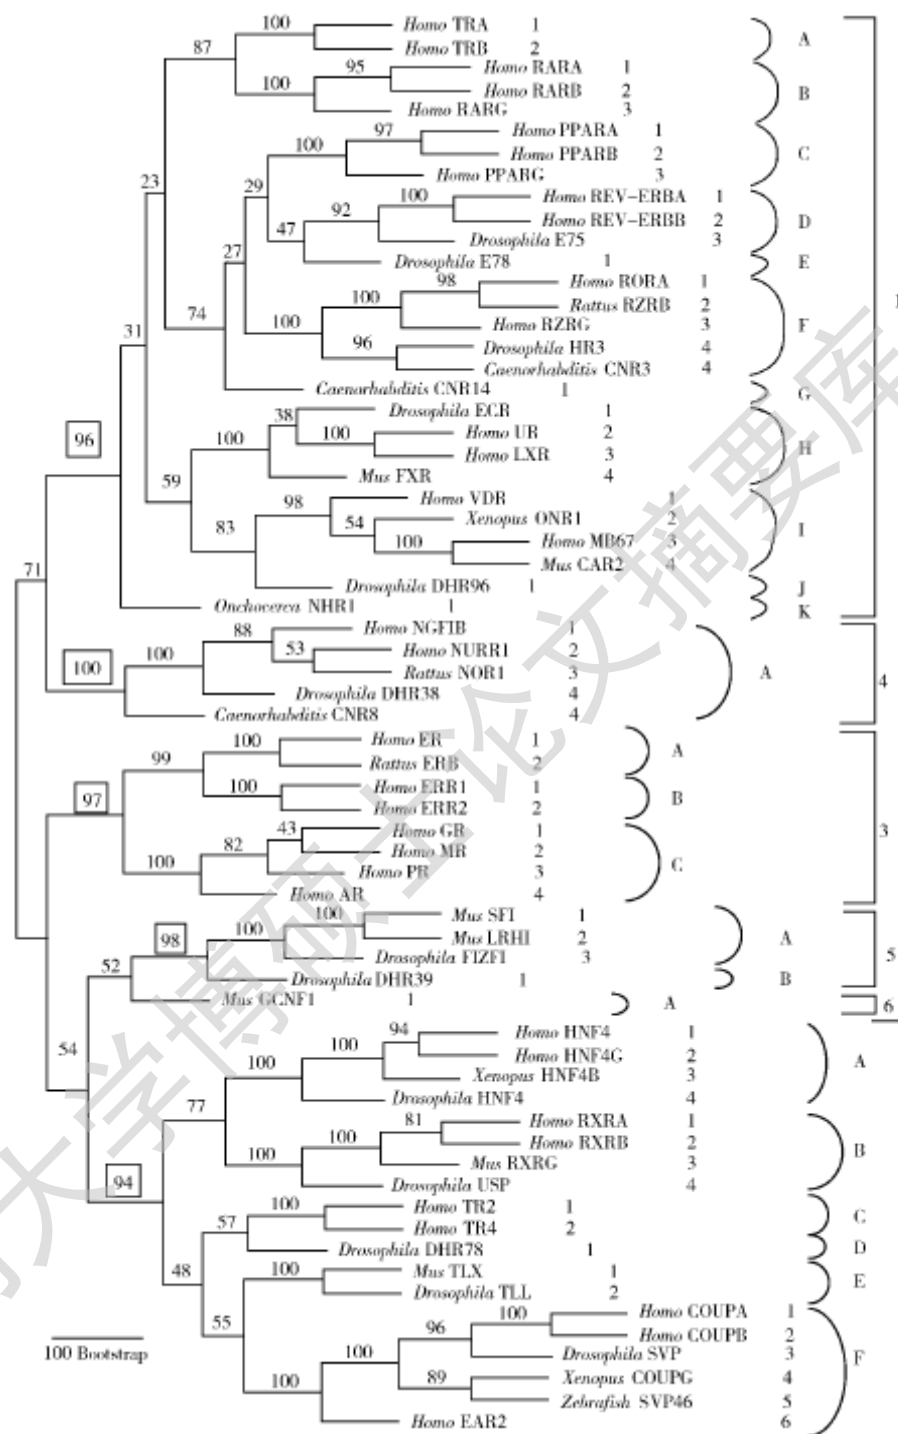 100 Homo TRA 1 A
87 Homo TRB 2
95 Homo RARA 1
100 Homo RARB 2 B
Homo RARG 3
97 Homo PPARA 1
100 Homo PPARB 2 C
Homo PPARG 3
23 29
100 Homo REV-ERBA 1
92 Homo REV-ERBB 2 D
47 Drosophila E75 3
27 Drosophila E78 1 E
98 Homo RORA 1
100 Rattus RZRB 2
74 100 Homo RZRG 3 F
31 96 Drosophila HR3 4
Caenorhabditis CNR3 4
Caenorhabditis CNR14 1 G
38 Drosophila ECR 1
96 100 100 Homo UR 2
Homo LXR 3 H
59 Mus FXR 4
98 Homo VDR 1
83 54 Xenopus ONR1 2
100 Homo MB67 3 I
Mus CAR2 4
71 Drosophila DHR96 1 J
Onchocerca NHR1 1 K
88 Homo NGFIB 1
100 100 53 Homo NURR1 2
Rattus NOR1 3 A 4
Drosophila DHR38 4
Caenorhabditis CNR8 4
100 Homo ER 1 A
99 Rattus ERB 2
100 Homo ERR1 1 B
97 Homo ERR2 2
43 Homo GR 1 3
82 Homo MR 2
100 Homo PR 3 C
Homo AR 4
100 Mus SFI 1
98 100 Mus LRHI 2 A
52 Drosophila FIZFI 3 5
Drosophila DHR39 1 B
Mus GCNF1 1 A 6
94 Homo HNF4 1
54 100 Homo HNF4G 2 A
100 Xenopus HNF4B 3
77 Drosophila HNF4 4
81 Homo RXRA 1
100 Homo RXRB 2 B
100 Mus RXRG 3
94 Drosophila USP 4
100 Homo TR2 1 C
57 Homo TR4 2
Drosophila DHR78 1 D
48 100 Mus TLX 1 E
Drosophila TLL 2
55 100 Homo COUPA 1
96 Homo COUPB 2
100 Bootstrap 100 Drosophila SVP 3 F
100 89 Xenopus COUPG 4
Zebrafish SVP46 5
Homo EAR2 6
大学博硕士论文摘要库